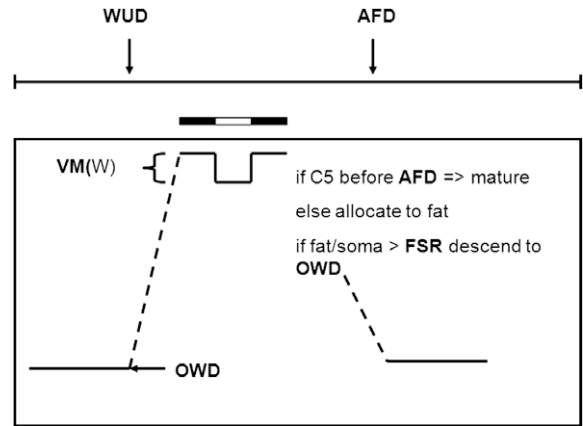 WUD AFD
VM(W)
if C5 before AFD => mature
else allocate to fat
if fat/soma > FSR descend to
OWD
OWD